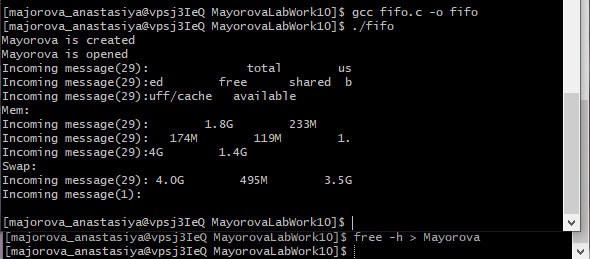 [majorova_anastasiya@vpsj3IeQ MayorovaLabWork10]$ gcc fifo.c -o fifo
[majorova_anastasiya@vpsj3IeQ MayorovaLabWork10]$ ./fifo
Mayorova is created
Mayorova is opened
Incoming message(29):               total        us
Incoming message(29):ed        free      shared  b
Incoming message(29):uff/cache   available
Mem:
Incoming message(29):        1.8G        233M
Incoming message(29):   174M        119M        1.
Incoming message(29):4G        1.4G
Swap:
Incoming message(29): 4.0G        495M        3.5G
Incoming message(1):
[majorova_anastasiya@vpsj3IeQ MayorovaLabWork10]$
[majorova_anastasiya@vpsj3IeQ MayorovaLabWork10]$ free -h > Mayorova
[majorova_anastasiya@vpsj3IeQ MayorovaLabWork10]$